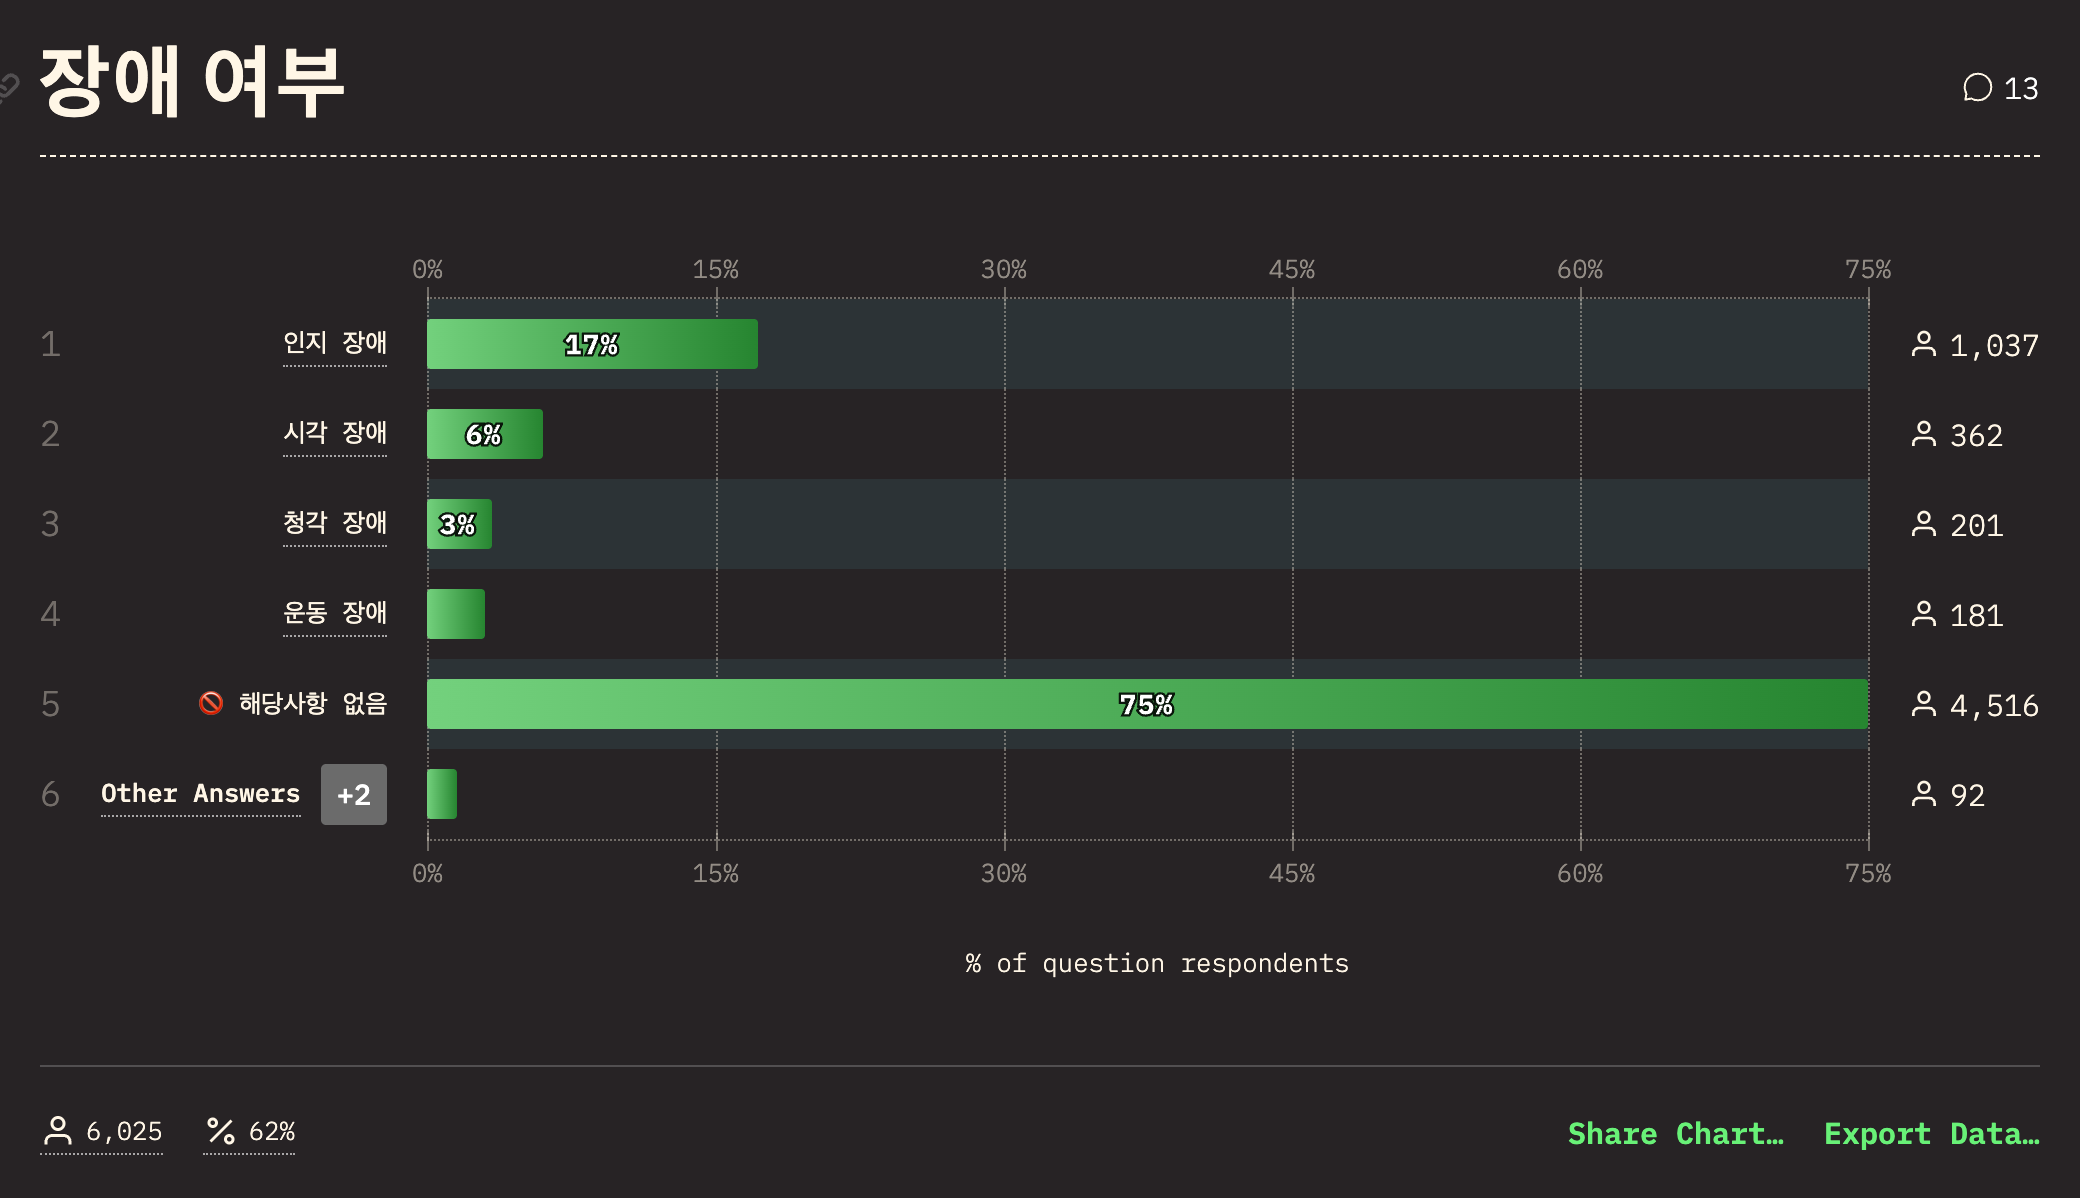 장애 여부
13
0% 15% 30% 45% 60% 75%
1 인지 장애 17% 1,037
2 시각 장애 6% 362
3 청각 장애 3% 201
4 운동 장애 181
5 해당사항 없음 75% 4,516
6 Other Answers +2 92
0% 15% 30% 45% 60% 75%
% of question respondents
6,025 % 62% Share Chart… Export Data…